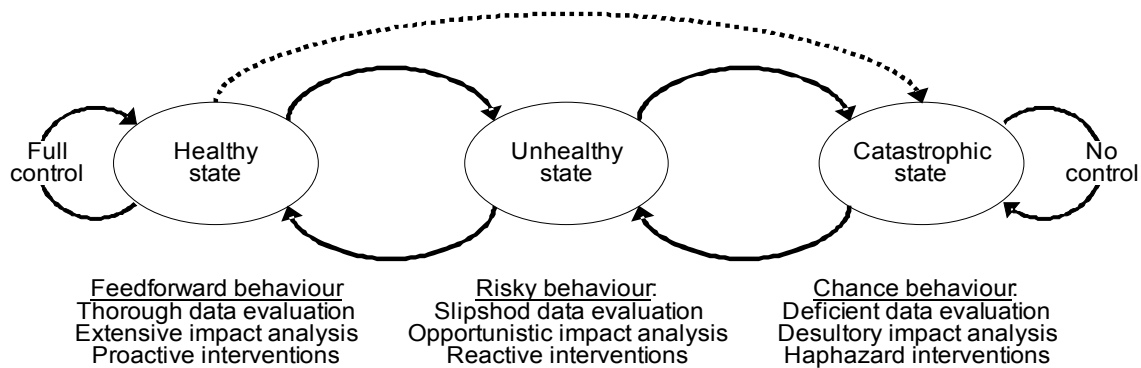 Full
control
Healthy
state
Unhealthy
state
Catastrophic
state
No
control
Feedforward behaviour
Thorough data evaluation
Extensive impact analysis
Proactive interventions
Risky behaviour:
Slipshod data evaluation
Opportunistic impact analysis
Reactive interventions
Chance behaviour:
Deficient data evaluation
Desultory impact analysis
Haphazard interventions